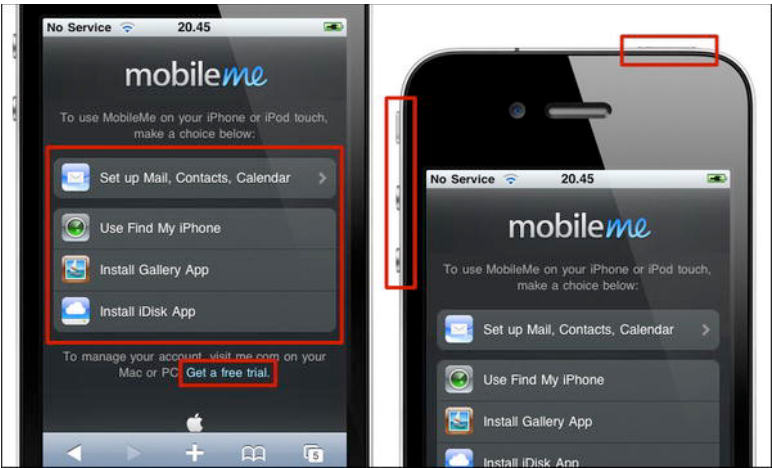 No Service 20.45
mobileme
To use MobileMe on your iPhone or iPod touch,
make a choice below:
Set up Mail, Contacts, Calendar
Use Find My iPhone
Install Gallery App
Install iDisk App
To manage your account, visit me.com on your
Mac or PC. Get a free trial.
5
No Service 20.45
mobileme
To use MobileMe on your iPhone or iPod touch,
make a choice below:
Set up Mail, Contacts, Calendar
Use Find My iPhone
Install Gallery App
Install iDisk App